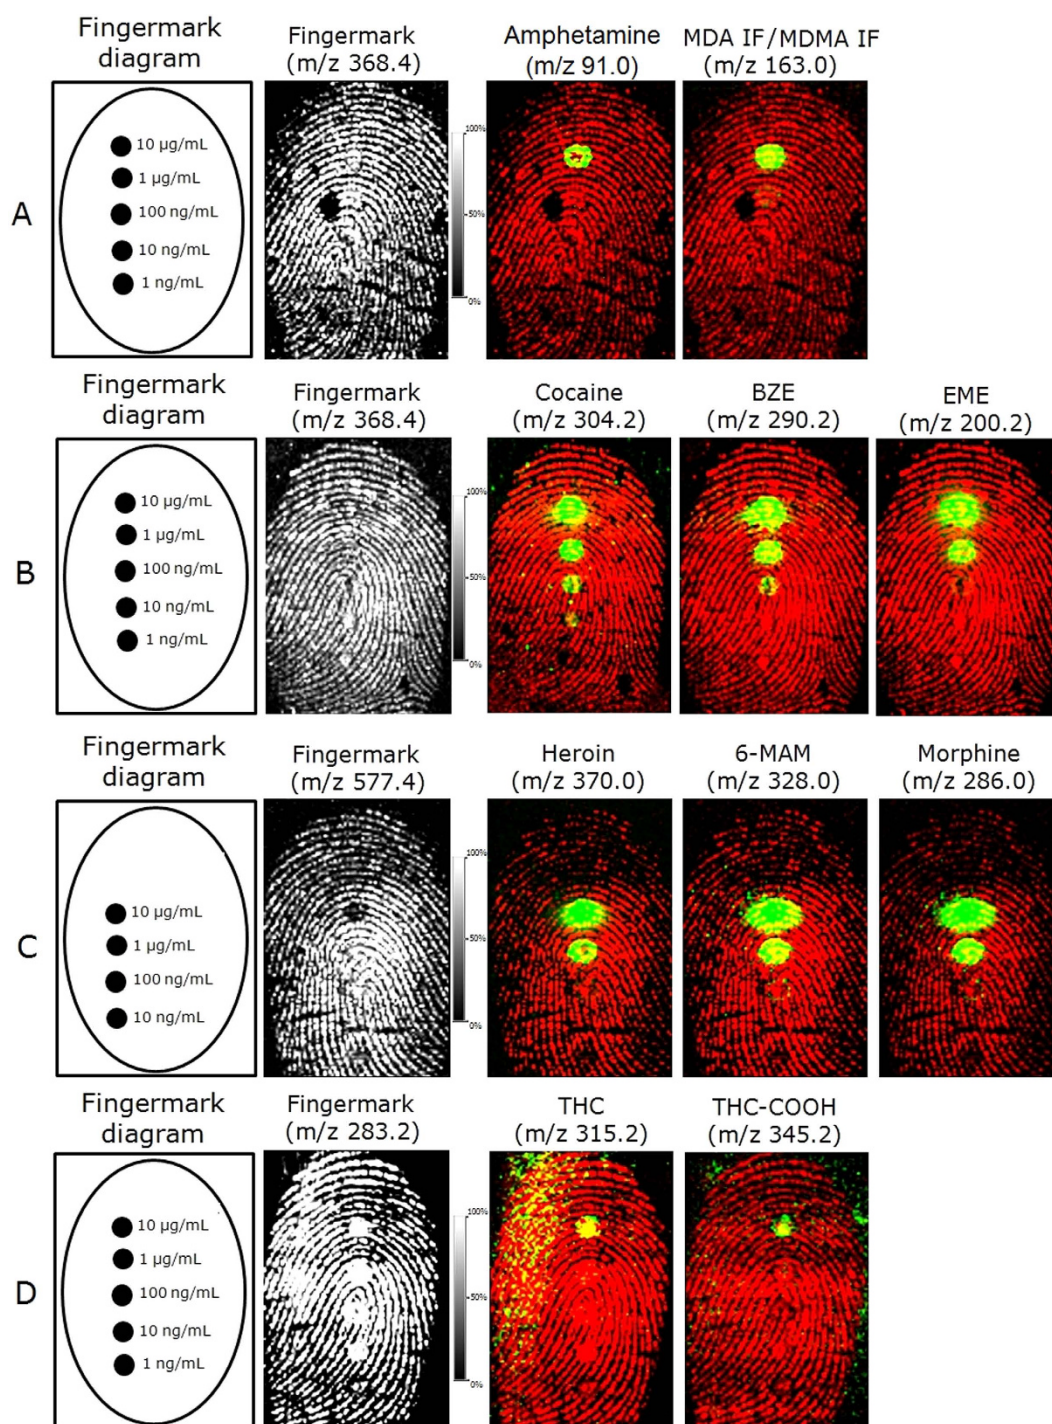 Fingermark
diagram
Fingermark
(m/z 368.4)
Amphetamine
(m/z 91.0)
MDA IF/MDMA IF
(m/z 163.0)
A
10 µg/mL
1 µg/mL
100 ng/mL
10 ng/mL
1 ng/mL
100%
50%
0%
Fingermark
diagram
Fingermark
(m/z 368.4)
Cocaine
(m/z 304.2)
BZE
(m/z 290.2)
EME
(m/z 200.2)
B
10 µg/mL
1 µg/mL
100 ng/mL
10 ng/mL
1 ng/mL
100%
50%
0%
Fingermark
diagram
Fingermark
(m/z 577.4)
Heroin
(m/z 370.0)
6-MAM
(m/z 328.0)
Morphine
(m/z 286.0)
C
10 µg/mL
1 µg/mL
100 ng/mL
10 ng/mL
100%
50%
0%
Fingermark
diagram
Fingermark
(m/z 283.2)
THC
(m/z 315.2)
THC-COOH
(m/z 345.2)
D
10 µg/mL
1 µg/mL
100 ng/mL
10 ng/mL
1 ng/mL
100%
50%
0%